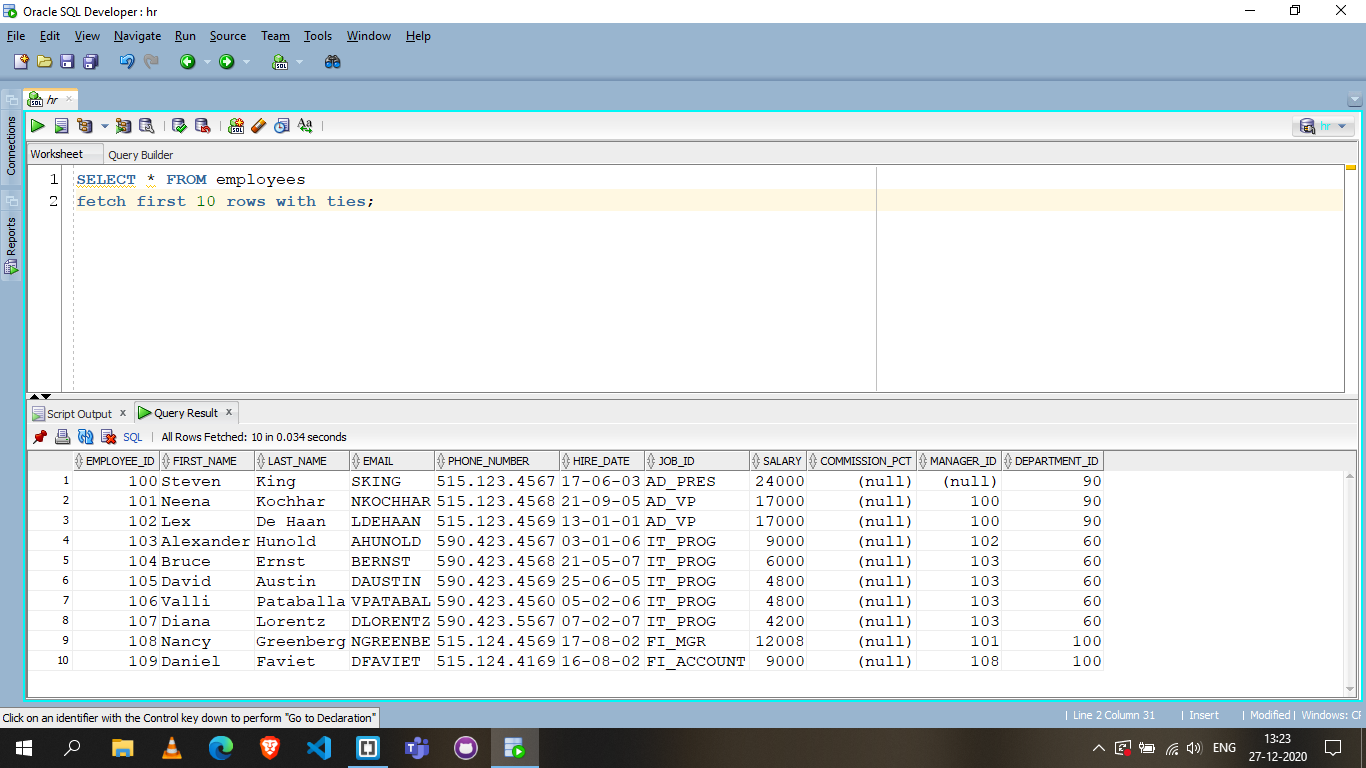 Oracle SQL Developer : hr
File Edit View Navigate Run Source Team Tools Window Help
hr
Connections
Reports
hr
Worksheet Query Builder
1 SELECT * FROM employees
2 fetch first 10 rows with ties;
Script Output x Query Result x
SQL | All Rows Fetched: 10 in 0.034 seconds
EMPLOYEE_ID FIRST_NAME LAST_NAME EMAIL PHONE_NUMBER HIRE_DATE JOB_ID SALARY COMMISSION_PCT MANAGER_ID DEPARTMENT_ID
1 100 Steven King SKING 515.123.4567 17-06-03 AD_PRES 24000 (null) (null) 90
2 101 Neena Kochhar NKOCHHAR 515.123.4568 21-09-05 AD_VP 17000 (null) 100 90
3 102 Lex De Haan LDEHAAN 515.123.4569 13-01-01 AD_VP 17000 (null) 100 90
4 103 Alexander Hunold AHUNOLD 590.423.4567 03-01-06 IT_PROG 9000 (null) 102 60
5 104 Bruce Ernst BERNST 590.423.4568 21-05-07 IT_PROG 6000 (null) 103 60
6 105 David Austin DAUSTIN 590.423.4569 25-06-05 IT_PROG 4800 (null) 103 60
7 106 Valli Pataballa VPATABAL 590.423.4560 05-02-06 IT_PROG 4800 (null) 103 60
8 107 Diana Lorentz DLORENTZ 590.423.5567 07-02-07 IT_PROG 4200 (null) 103 60
9 108 Nancy Greenberg NGREENBE 515.124.4569 17-08-02 FI_MGR 12008 (null) 101 100
10 109 Daniel Faviet DFAVIET 515.124.4169 16-08-02 FI_ACCOUNT 9000 (null) 108 100
Click on an identifier with the Control key down to perform "Go to Declaration"
| Line 2 Column 31 | Insert | Modified | Windows: CF
ENG 13:23
27-12-2020